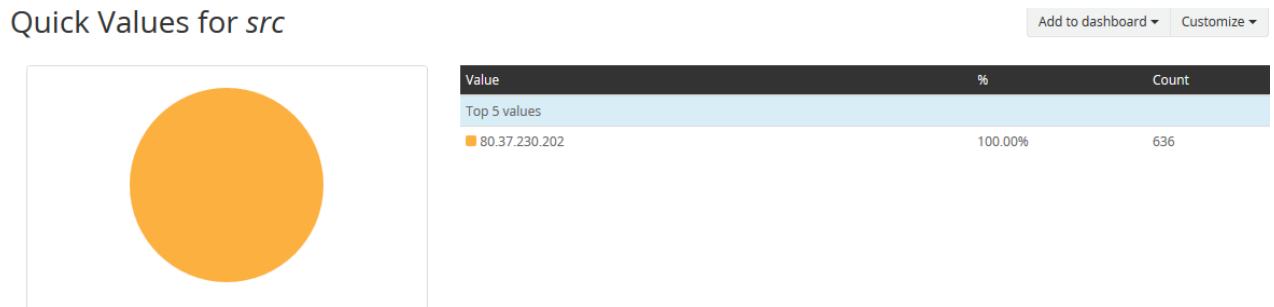 Quick Values for src
Add to dashboard Customize
Value % Count
Top 5 values
80.37.230.202 100.00% 636